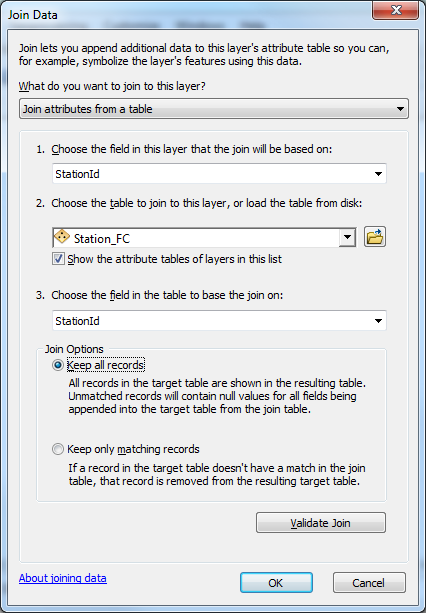 Join Data
Join lets you append additional data to this layer's attribute table so you can,
for example, symbolize the layer's features using this data.
What do you want to join to this layer?
Join attributes from a table
1. Choose the field in this layer that the join will be based on:
StationId
2. Choose the table to join to this layer, or load the table from disk:
Station_FC
Show the attribute tables of layers in this list
3. Choose the field in the table to base the join on:
StationId
Join Options
Keep all records
All records in the target table are shown in the resulting table.
Unmatched records will contain null values for all fields being
appended into the target table from the join table.
Keep only matching records
If a record in the target table doesn't have a match in the join
table, that record is removed from the resulting target table.
Validate Join
About joining data
OK
Cancel